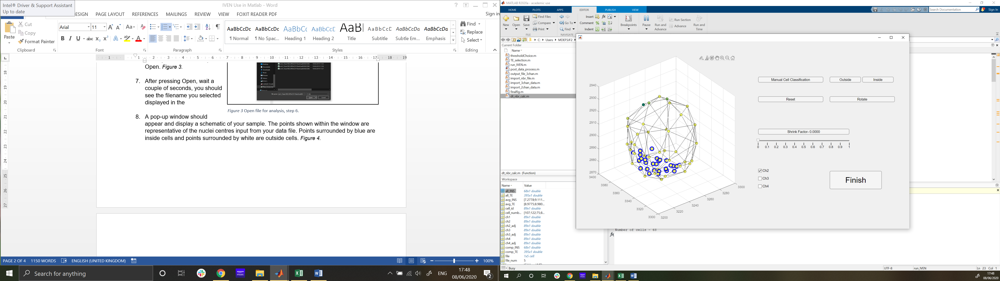 Intel® Driver & Support Assistant
Up to date
IVEN Use in Matlab - Word
ESIGN PAGE LAYOUT REFERENCES MAILINGS REVIEW VIEW FOXIT READER PDF
Sign in
Paste
Cut
Copy
Format Painter
Clipboard
Arial 11
Font
Paragraph
AaBbCcDc AaBbCcDc AaBbCc AaBbCcC AaB AaBbCcD AaBbCcDa AaBbCcDa
¶ Normal ¶ No Spac... Heading 1 Heading 2 Title Subtitle Subtle Em... Emphasis
Styles
Find
Replace
Select
Editing
Open. Figure 3.
7. After pressing Open, wait a
couple of seconds, you should
see the filename you selected
displayed in the
Figure 3 Open file for analysis, step 6.
8. A pop-up window should
appear and display a schematic of your sample. The points shown within the window are
representative of the nuclei centres input from your data file. Points surrounded by blue are
inside cells and points surrounded by white are outside cells. Figure 4.
PAGE 2 OF 4 1150 WORDS ENGLISH (UNITED KINGDOM) 100%
Search for anything
ENG
17:48
08/06/2020
2
MATLAB R2020a - academic use
HOME PLOTS APPS EDITOR PUBLISH VIEW
Search Documentation
Sign In
New Open Save
Find Files
Compare
Print
Go To
Find
Insert
Comment
Indent
Breakpoints
Pause
Run and Advance
Run Section
Advance
Run and Time
FILE NAVIGATE
C: Users MDEFSJF2
Current Folder
Name
thresholdChoice.m
TE_selection.m
run_IVEN.m
post_data_process.m
output_file_3chan.m
import_nbr_file.m
import_3chan_data.m
import_2chan_data.m
finalfig.m
dt_nbr_calc.m
dt_nbr_calc.m (Function)
Workspace
Name Value
all_INS 68x1 double
all_TE 395x1 double
avg_INS [7.2778;9.111...
avg_TE [8.9775;8.980...
cell_id 89x1 double
cell_numb... [107;122;75;8...
ch1 89x1 double
ch2 89x1 double
ch2_adj 89x1 double
ch3 89x1 double
ch3_adj 89x1 double
ch4 89x1 double
ch4_adj 89x1 double
comp_INS 68x1 double
comp_TE 395x1 double
file 1x5 cell
file_num 5
2940
2930
2920
2910
2900
2890
2880
2870
3400
3380
3360
3340
3320
3300
3200
3220
3240
3260
3280
3300
Manual Cell Classification
Outside
Inside
Reset
Rotate
Shrink Factor- 0.0000
0 0.1 0.2 0.3 0.4 0.5 0.6 0.7 0.8 0.9 1
Ch2
Ch3
Ch4
Finish
Number of cells - 68
fx
Busy
UTF-8
run_IVEN
Ln 23 Col 1
17:48
08/06/2020